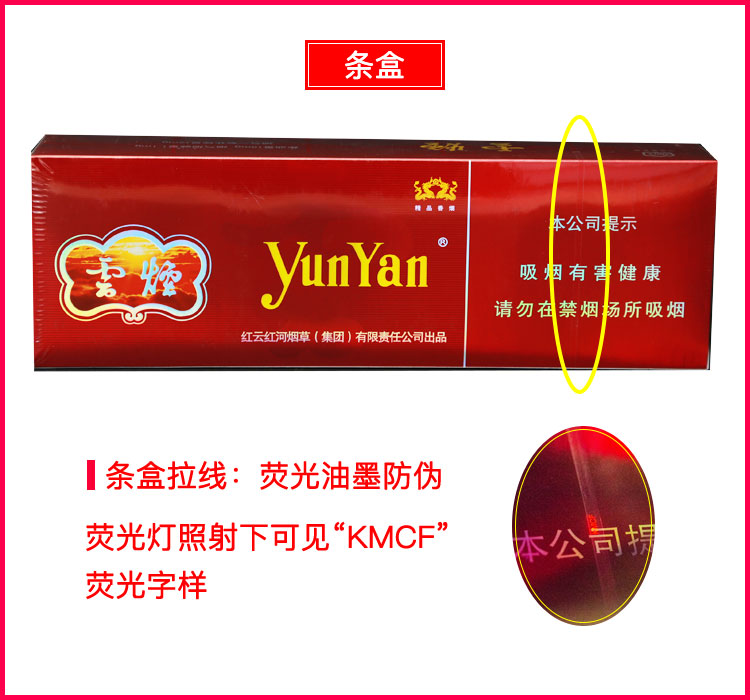 条盒
雲煙
精品香烟
YunYan®
红云红河烟草（集团）有限责任公司出品
本公司提示
吸烟有害健康
请勿在禁烟场所吸烟
条盒拉线：荧光油墨防伪
荧光灯照射下可见“KMCF”
荧光字样
本公司提